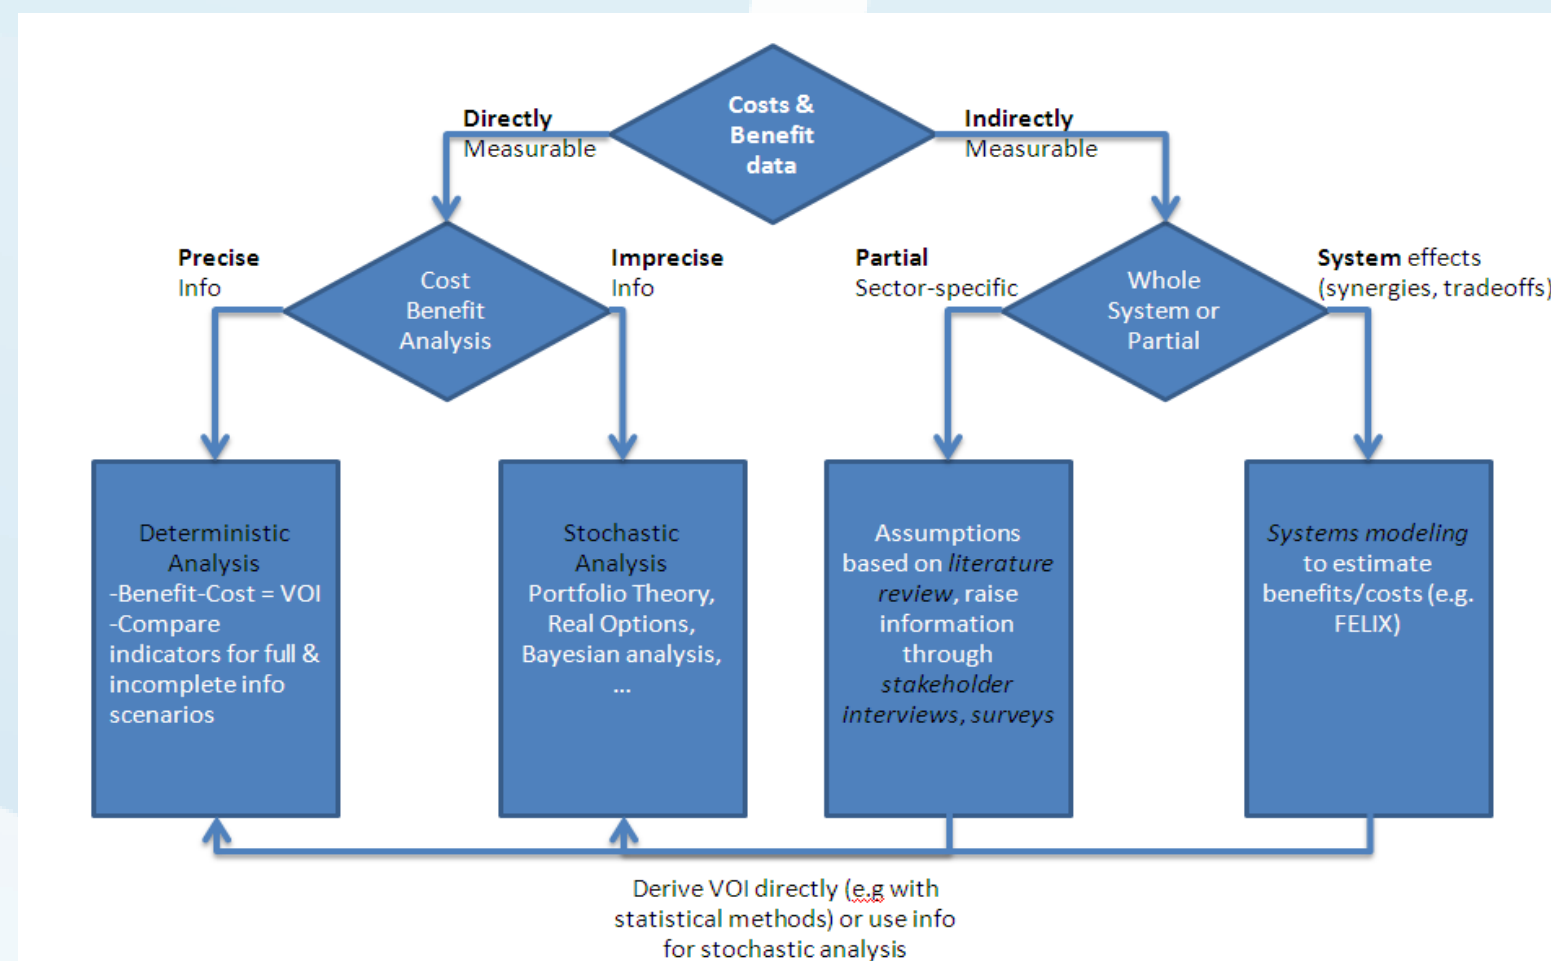 Costs &
Benefit
data
Directly
Measurable
Indirectly
Measurable
Precise
Info
Cost
Benefit
Analysis
Imprecise
Info
Partial
Sector-specific
Whole
System or
Partial
System effects
(synergies, tradeoffs)
Deterministic
Analysis
-Benefit-Cost = VOI
-Compare
indicators for full &
incomplete info
scenarios
Stochastic
Analysis
Portfolio Theory,
Real Options,
Bayesian analysis,
...
Assumptions
based on literature
review, raise
information
through
stakeholder
interviews, surveys
Systems modeling
to estimate
benefits/costs (e.g.
FELIX)
Derive VOI directly (e.g with
statistical methods) or use info
for stochastic analysis